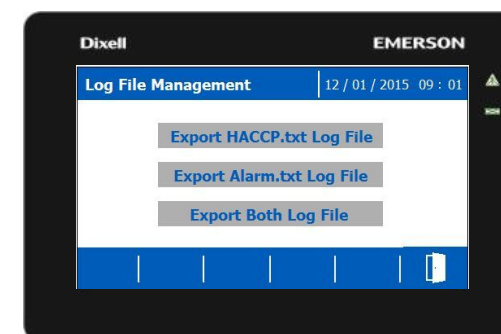 Dixell EMERSON
Log File Management 12 / 01 / 2015 09 : 01
Export HACCP.txt Log File
Export Alarm.txt Log File
Export Both Log File